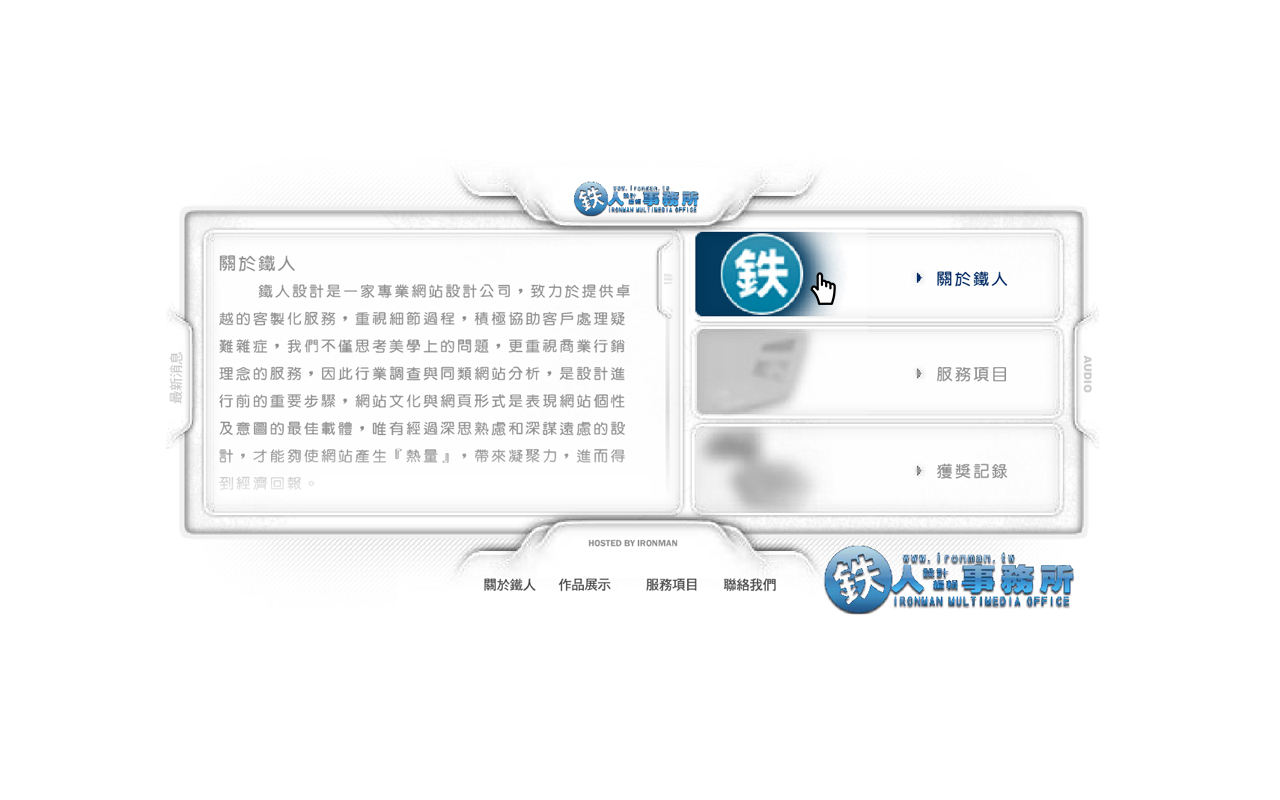 www.ironman.tw
鉄人設計編輯事務所
IRONMAN MULTIMEDIA OFFICE
關於鐵人
鐵人設計是一家專業網站設計公司，致力於提供卓
越的客製化服務，重視細節過程，積極協助客戶處理疑
難雜症，我們不僅思考美學上的問題，更重視商業行銷
理念的服務，因此行業調查與同類網站分析，是設計進
行前的重要步驟，網站文化與網頁形式是表現網站個性
及意圖的最佳載體，唯有經過深思熟慮和深謀遠慮的設
計，才能夠使網站產生『熱量』，帶來凝聚力，進而得
到經濟回報。
鉄
關於鐵人
服務項目
獲獎記錄
最新消息
AUDIO
HOSTED BY IRONMAN
關於鐵人 作品展示 服務項目 聯絡我們
www.ironman.tw
鉄人設計編輯事務所
IRONMAN MULTIMEDIA OFFICE